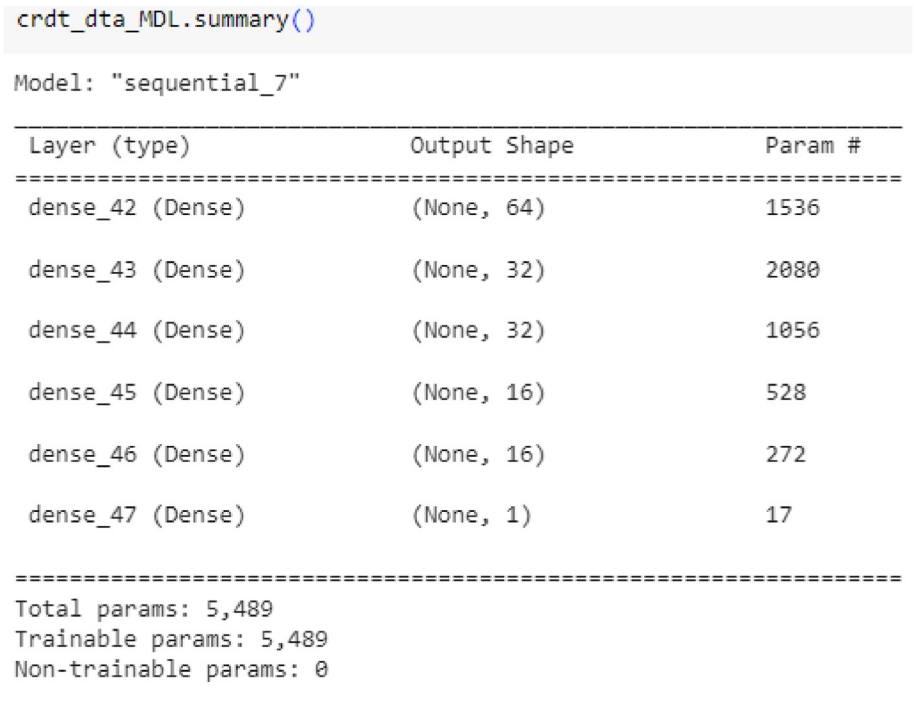 crdt_dta_MDL.summary()
Model: "sequential_7"
Layer (type) Output Shape Param #
dense_42 (Dense) (None, 64) 1536
dense_43 (Dense) (None, 32) 2080
dense_44 (Dense) (None, 32) 1056
dense_45 (Dense) (None, 16) 528
dense_46 (Dense) (None, 16) 272
dense_47 (Dense) (None, 1) 17
Total params: 5,489
Trainable params: 5,489
Non-trainable params: 0